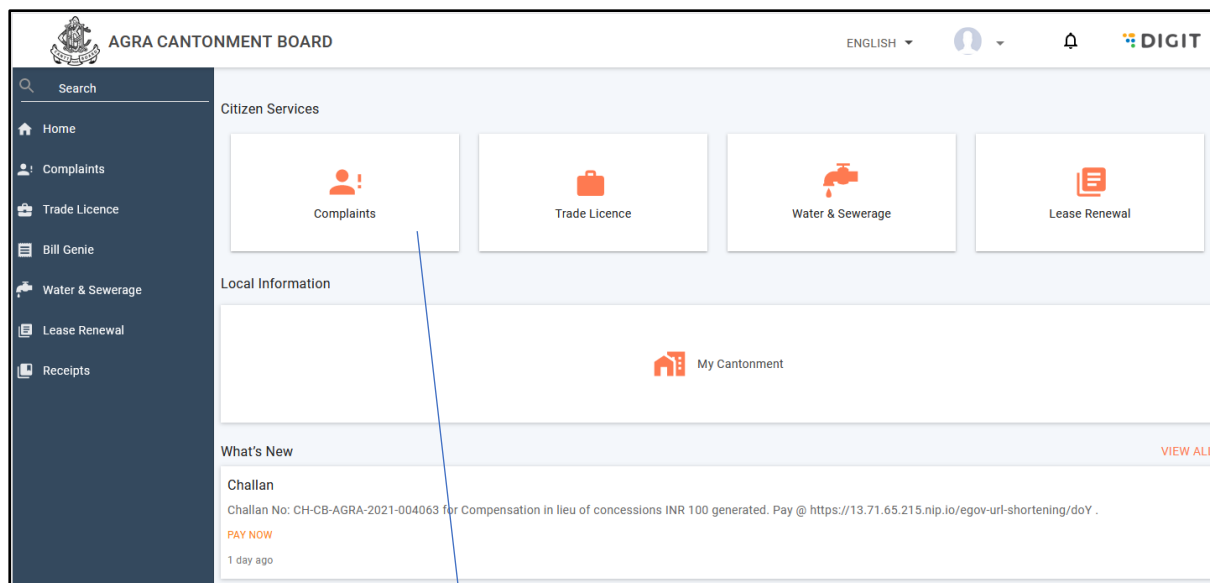 AGRA CANTONMENT BOARD
ENGLISH
DIGIT
Search
Home
Complaints
Trade Licence
Bill Genie
Water & Sewerage
Lease Renewal
Receipts
Citizen Services
Complaints
Trade Licence
Water & Sewerage
Lease Renewal
Local Information
My Cantonment
What's New
VIEW ALL
Challan
Challan No: CH-CB-AGRA-2021-004063 for Compensation in lieu of concessions INR 100 generated. Pay @ https://13.71.65.215.nip.io/egov-url-shortening/doY .
PAY NOW
1 day ago